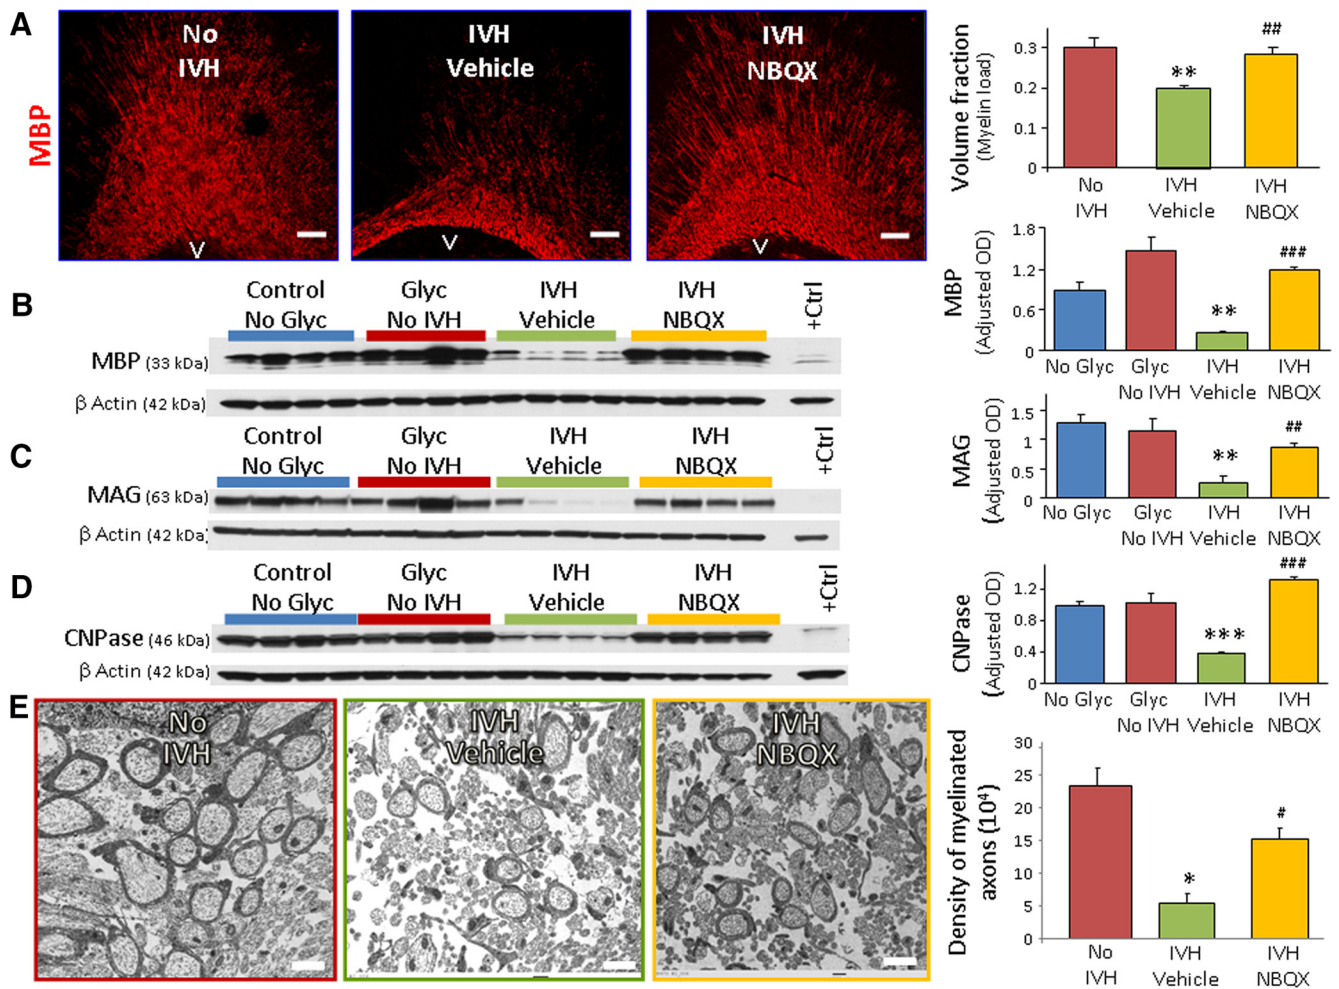 A
MBP
No
IVH
V
IVH
Vehicle
V
IVH
NBQX
V
Volume fraction
(Myelin load)
0.3
0.2
0.1
0
**
##
No
IVH
IVH
Vehicle
IVH
NBQX
B
Control
No Glyc
Glyc
No IVH
IVH
Vehicle
IVH
NBQX
+Ctrl
MBP (33 kDa)
β Actin (42 kDa)
MBP
(Adjusted OD)
1.8
1.2
0.6
0
**
###
No Glyc
Glyc
No IVH
IVH
Vehicle
IVH
NBQX
C
Control
No Glyc
Glyc
No IVH
IVH
Vehicle
IVH
NBQX
+Ctrl
MAG (63 kDa)
β Actin (42 kDa)
MAG
(Adjusted OD)
1.5
1
0.5
0
**
##
No Glyc
Glyc
No IVH
IVH
Vehicle
IVH
NBQX
D
Control
No Glyc
Glyc
No IVH
IVH
Vehicle
IVH
NBQX
+Ctrl
CNPase (46 kDa)
β Actin (42 kDa)
CNPase
(Adjusted OD)
1.2
0.8
0.4
0
***
###
No Glyc
Glyc
No IVH
IVH
Vehicle
IVH
NBQX
E
No
IVH
IVH
Vehicle
IVH
NBQX
Density of myelinated
axons (10⁴)
30
25
20
15
10
5
0
*
#
No
IVH
IVH
Vehicle
IVH
NBQX